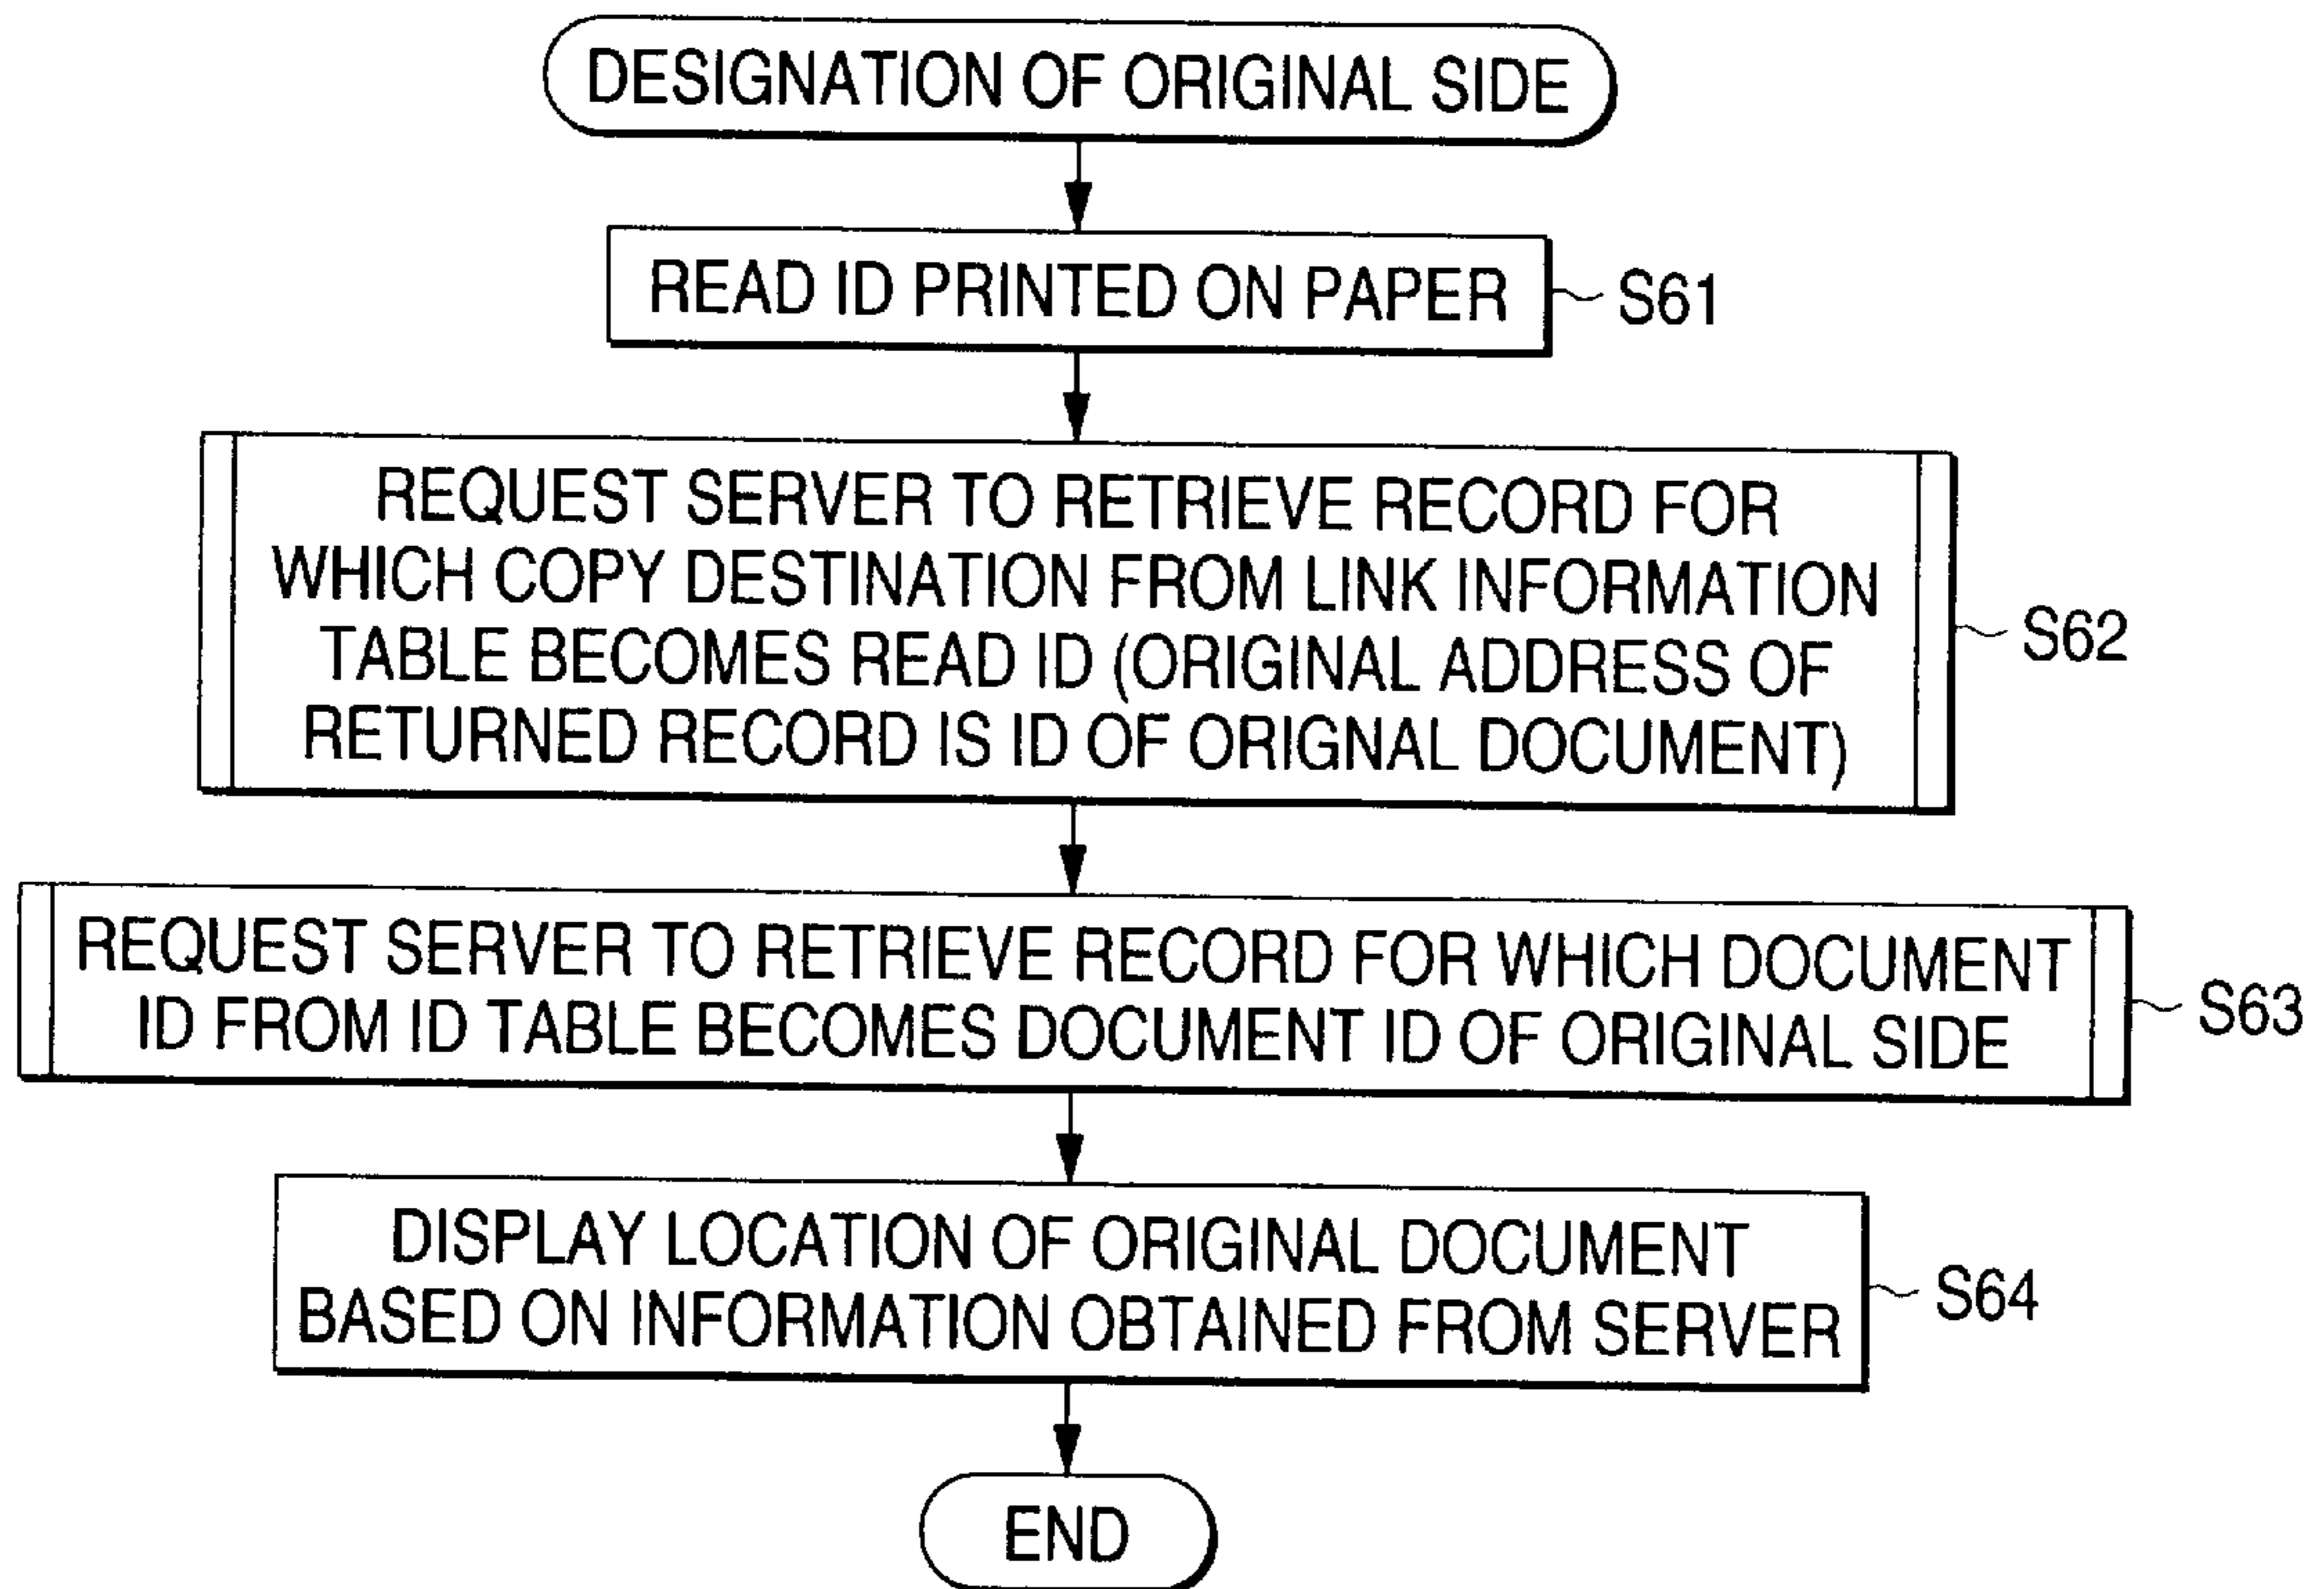 DESIGNATION OF ORIGINAL SIDE
READ ID PRINTED ON PAPER
S61
REQUEST SERVER TO RETRIEVE RECORD FOR
WHICH COPY DESTINATION FROM LINK INFORMATION
TABLE BECOMES READ ID (ORIGINAL ADDRESS OF
RETURNED RECORD IS ID OF ORIGNAL DOCUMENT)
S62
REQUEST SERVER TO RETRIEVE RECORD FOR WHICH DOCUMENT
ID FROM ID TABLE BECOMES DOCUMENT ID OF ORIGINAL SIDE
S63
DISPLAY LOCATION OF ORIGINAL DOCUMENT
BASED ON INFORMATION OBTAINED FROM SERVER
S64
END